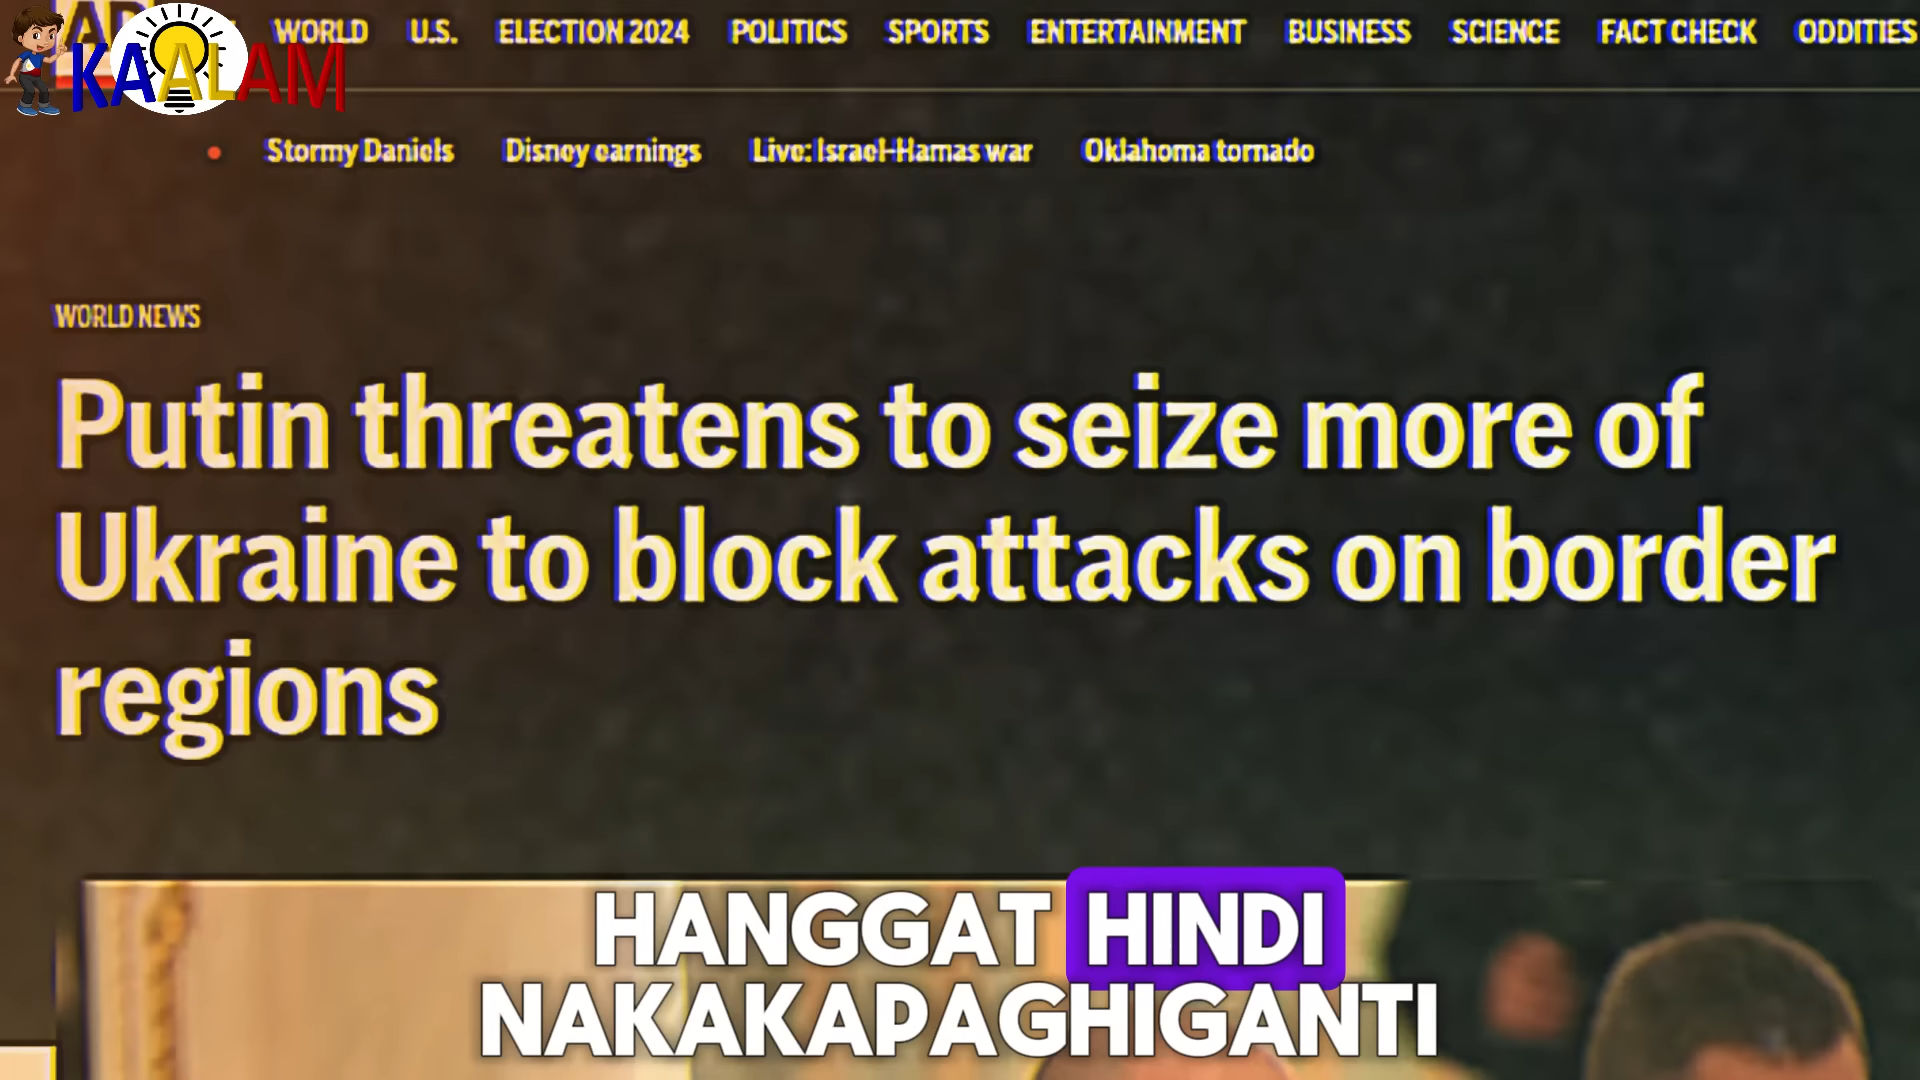 AP
KAALAM
WORLD U.S. ELECTION 2024 POLITICS SPORTS ENTERTAINMENT BUSINESS SCIENCE FACT CHECK ODDITIES
Stormy Daniels Disney earnings Live: Israel-Hamas war Oklahoma tornado
WORLD NEWS
Putin threatens to seize more of
Ukraine to block attacks on border
regions
HANGGAT HINDI
NAKAKAPAGHIGANTI